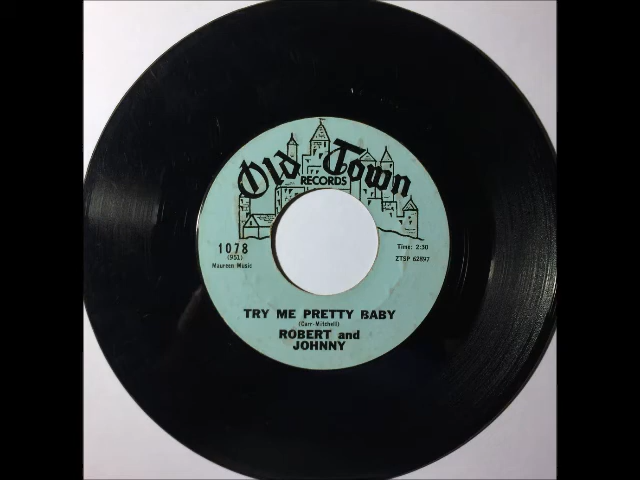 Old Town
RECORDS
1078
(951)
Maureen Music
Time: 2:30
ZTSP 62897
TRY ME PRETTY BABY
(Carr-Mitchell)
ROBERT and
JOHNNY